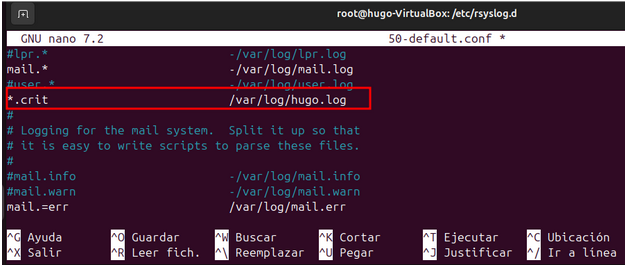 root@hugo-VirtualBox: /etc/rsyslog.d
GNU nano 7.2 50-default.conf *
#lpr.* -/var/log/lpr.log
mail.* -/var/log/mail.log
#user.* -/var/log/user.log
*.crit /var/log/hugo.log
#
# Logging for the mail system. Split it up so that
# it is easy to write scripts to parse these files.
#
#mail.info -/var/log/mail.info
#mail.warn -/var/log/mail.warn
mail.=err /var/log/mail.err
^G Ayuda ^O Guardar ^W Buscar ^K Cortar ^T Ejecutar ^C Ubicación
^X Salir ^R Leer fich. ^\ Reemplazar ^U Pegar ^J Justificar ^/ Ir a línea